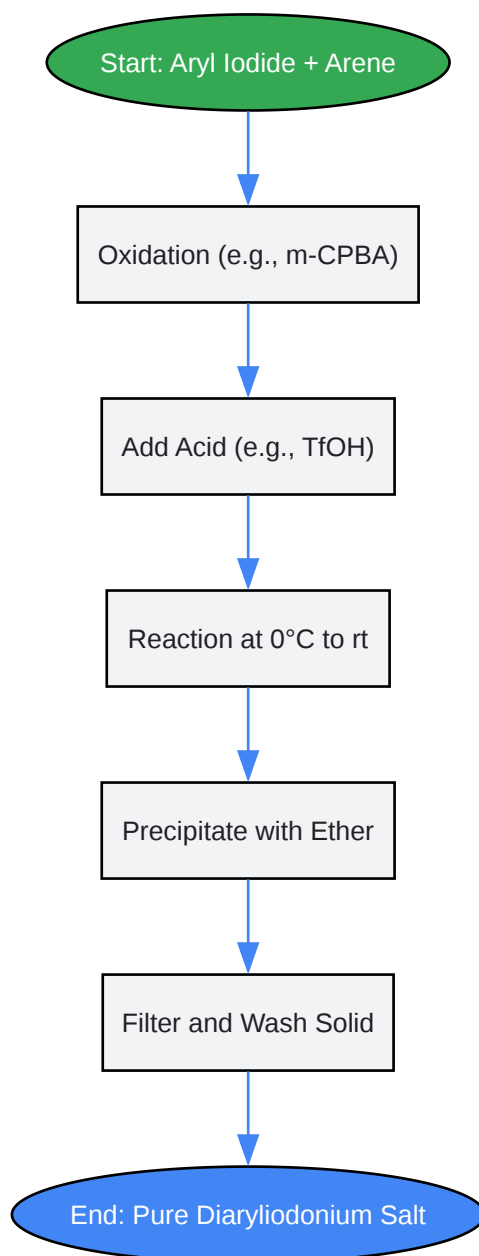 Start: Aryl Iodide + Arene
Oxidation (e.g., m-CPBA)
Add Acid (e.g., TfOH)
Reaction at 0°C to rt
Precipitate with Ether
Filter and Wash Solid
End: Pure Diaryliodonium Salt